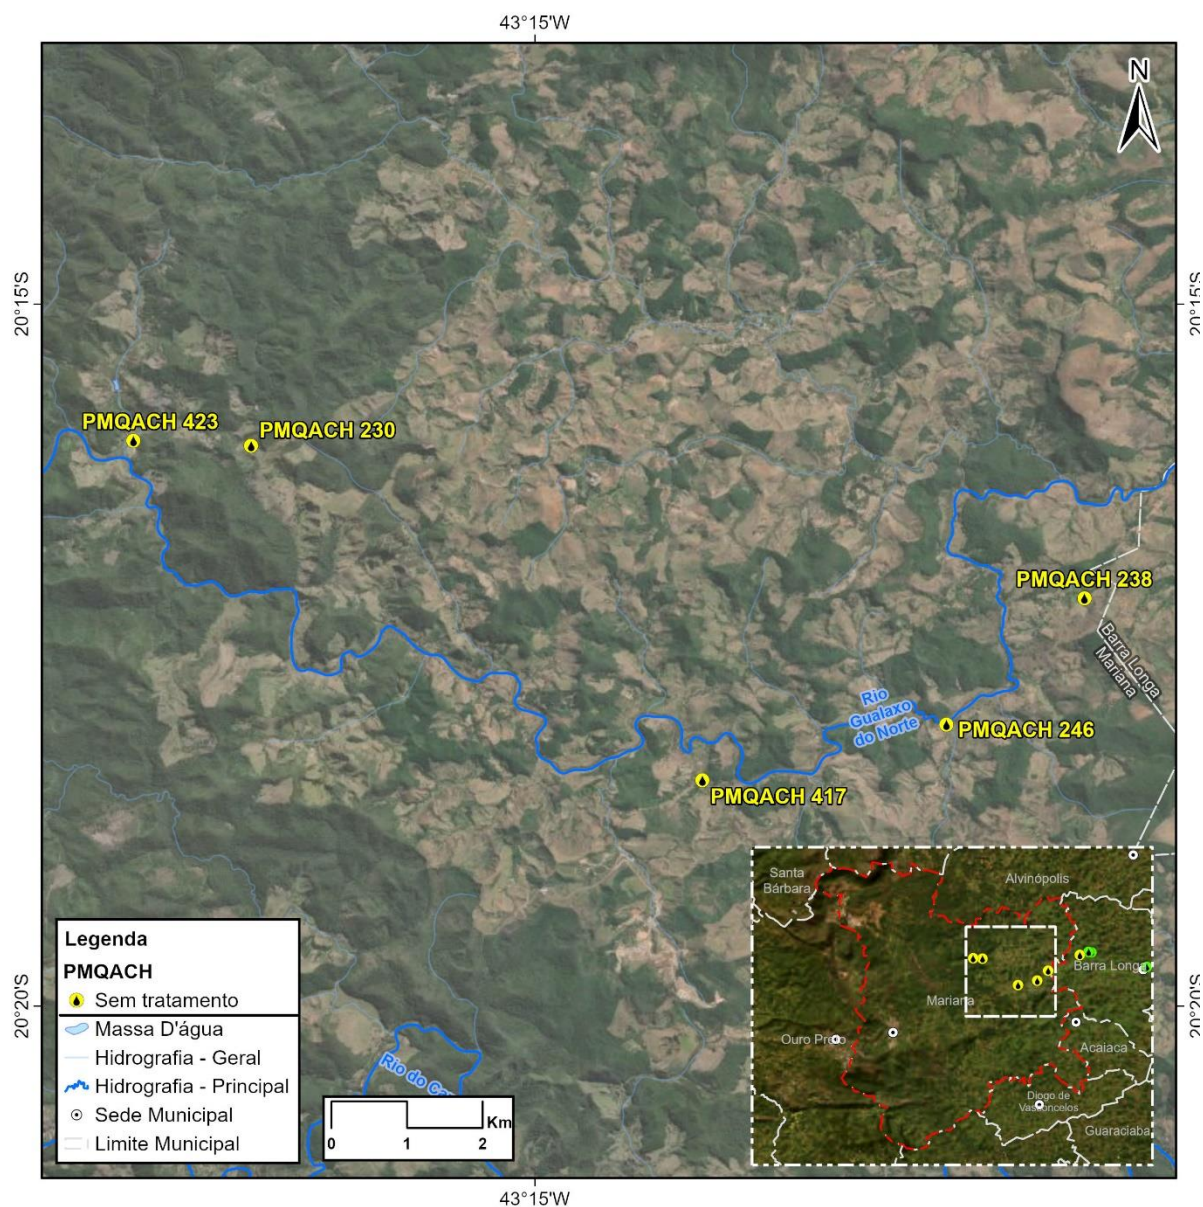 43°15'W
N
20°15'S
20°15'S
PMQACH 423
PMQACH 230
PMQACH 238
Barra Longa
Mariana
Rio
Gualaxo
do Norte
PMQACH 246
PMQACH 417
Santa
Bárbara
Alvinópolis
Barra Longa
Mariana
Ouro Preto
Acaiaca
Diogo de
Vasconcelos
Guaraciaba
20°20'S
20°20'S
Legenda
PMQACH
Sem tratamento
Massa D'água
Hidrografia - Geral
Hidrografia - Principal
Sede Municipal
Limite Municipal
Rio do Ca
Km
0 1 2
43°15'W